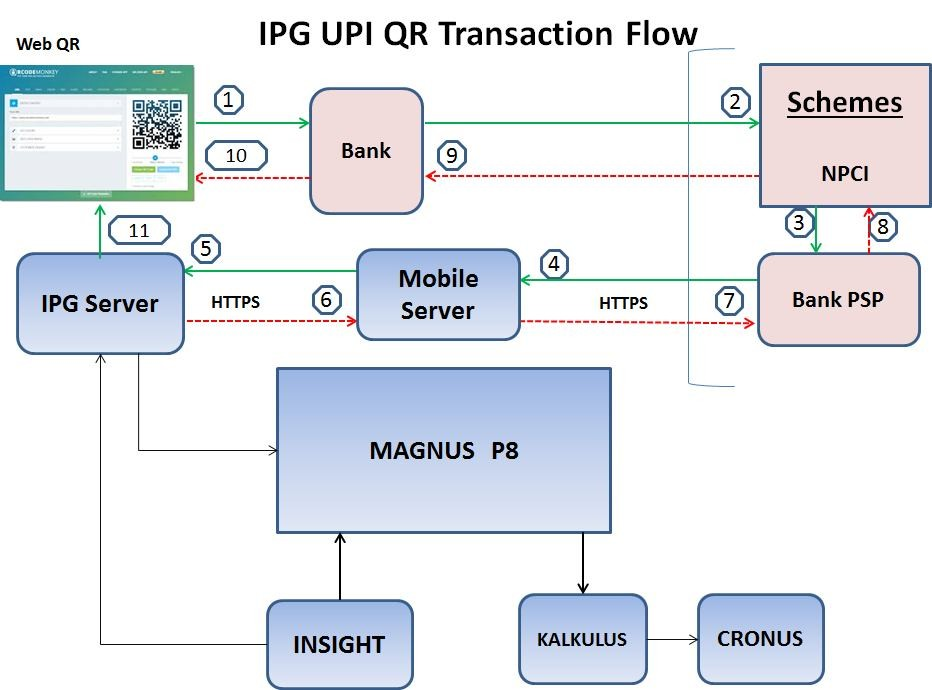 IPG UPI QR Transaction Flow
Web QR
QRCODEMONKEY
1
Bank
2
Schemes
NPCI
10
9
11
3
8
5
4
IPG Server
HTTPS
6
Mobile
Server
HTTPS
7
Bank PSP
MAGNUS P8
INSIGHT
KALKULUS
CRONUS